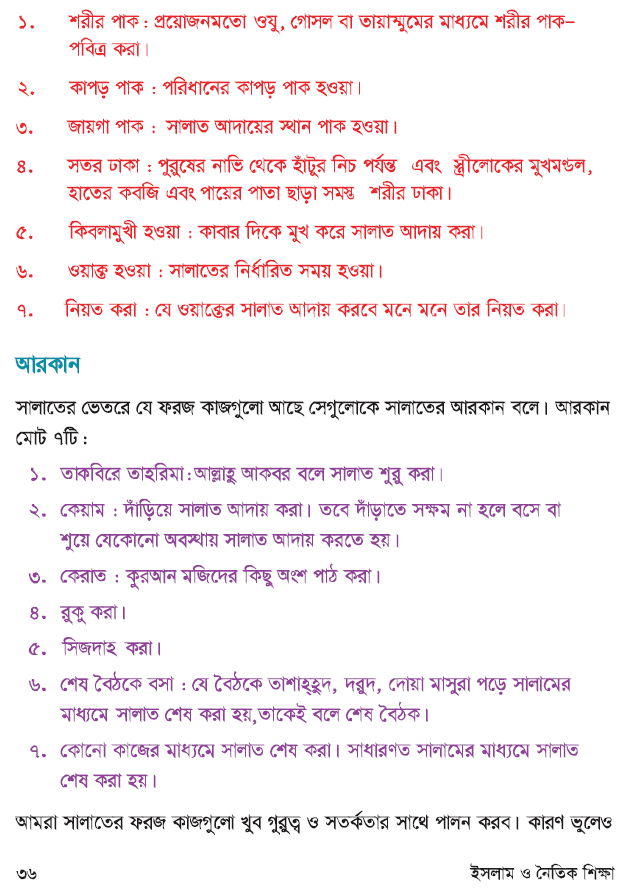 ১. শরীর পাক : প্রয়োজনমতো ওযু, গোসল বা তায়াম্মুমের মাধ্যমে শরীর পাক–
পবিত্র করা।
২. কাপড় পাক : পরিধানের কাপড় পাক হওয়া।
৩. জায়গা পাক : সালাত আদায়ের স্থান পাক হওয়া।
৪. সতর ঢাকা : পুরুষের নাভি থেকে হাঁটুর নিচ পর্যন্ত এবং স্ত্রীলোকের মুখমণ্ডল,
হাতের কবজি এবং পায়ের পাতা ছাড়া সমস্ত শরীর ঢাকা।
৫. কিবলামুখী হওয়া : কাবার দিকে মুখ করে সালাত আদায় করা।
৬. ওয়াক্ত হওয়া : সালাতের নির্ধারিত সময় হওয়া।
৭. নিয়ত করা : যে ওয়াক্তের সালাত আদায় করবে মনে মনে তার নিয়ত করা।
আরকান
সালাতের ভেতরে যে ফরজ কাজগুলো আছে সেগুলোকে সালাতের আরকান বলে। আরকান
মোট ৭টি :
১. তাকবিরে তাহরিমা:আল্লাহু আকবর বলে সালাত শুরু করা।
২. কেয়াম : দাঁড়িয়ে সালাত আদায় করা। তবে দাঁড়াতে সক্ষম না হলে বসে বা
শুয়ে যেকোনো অবস্থায় সালাত আদায় করতে হয়।
৩. কেরাত : কুরআন মজিদের কিছু অংশ পাঠ করা।
৪. রুকু করা।
৫. সিজদাহ করা।
৬. শেষ বৈঠকে বসা : যে বৈঠকে তাশাহ্হুদ, দরুদ, দোয়া মাসুরা পড়ে সালামের
মাধ্যমে সালাত শেষ করা হয়,তাকেই বলে শেষ বৈঠক।
৭. কোনো কাজের মাধ্যমে সালাত শেষ করা। সাধারণত সালামের মাধ্যমে সালাত
শেষ করা হয়।
আমরা সালাতের ফরজ কাজগুলো খুব গুরুত্ব ও সতর্কতার সাথে পালন করব। কারণ ভুলেও
৩৬ ইসলাম ও নৈতিক শিক্ষা